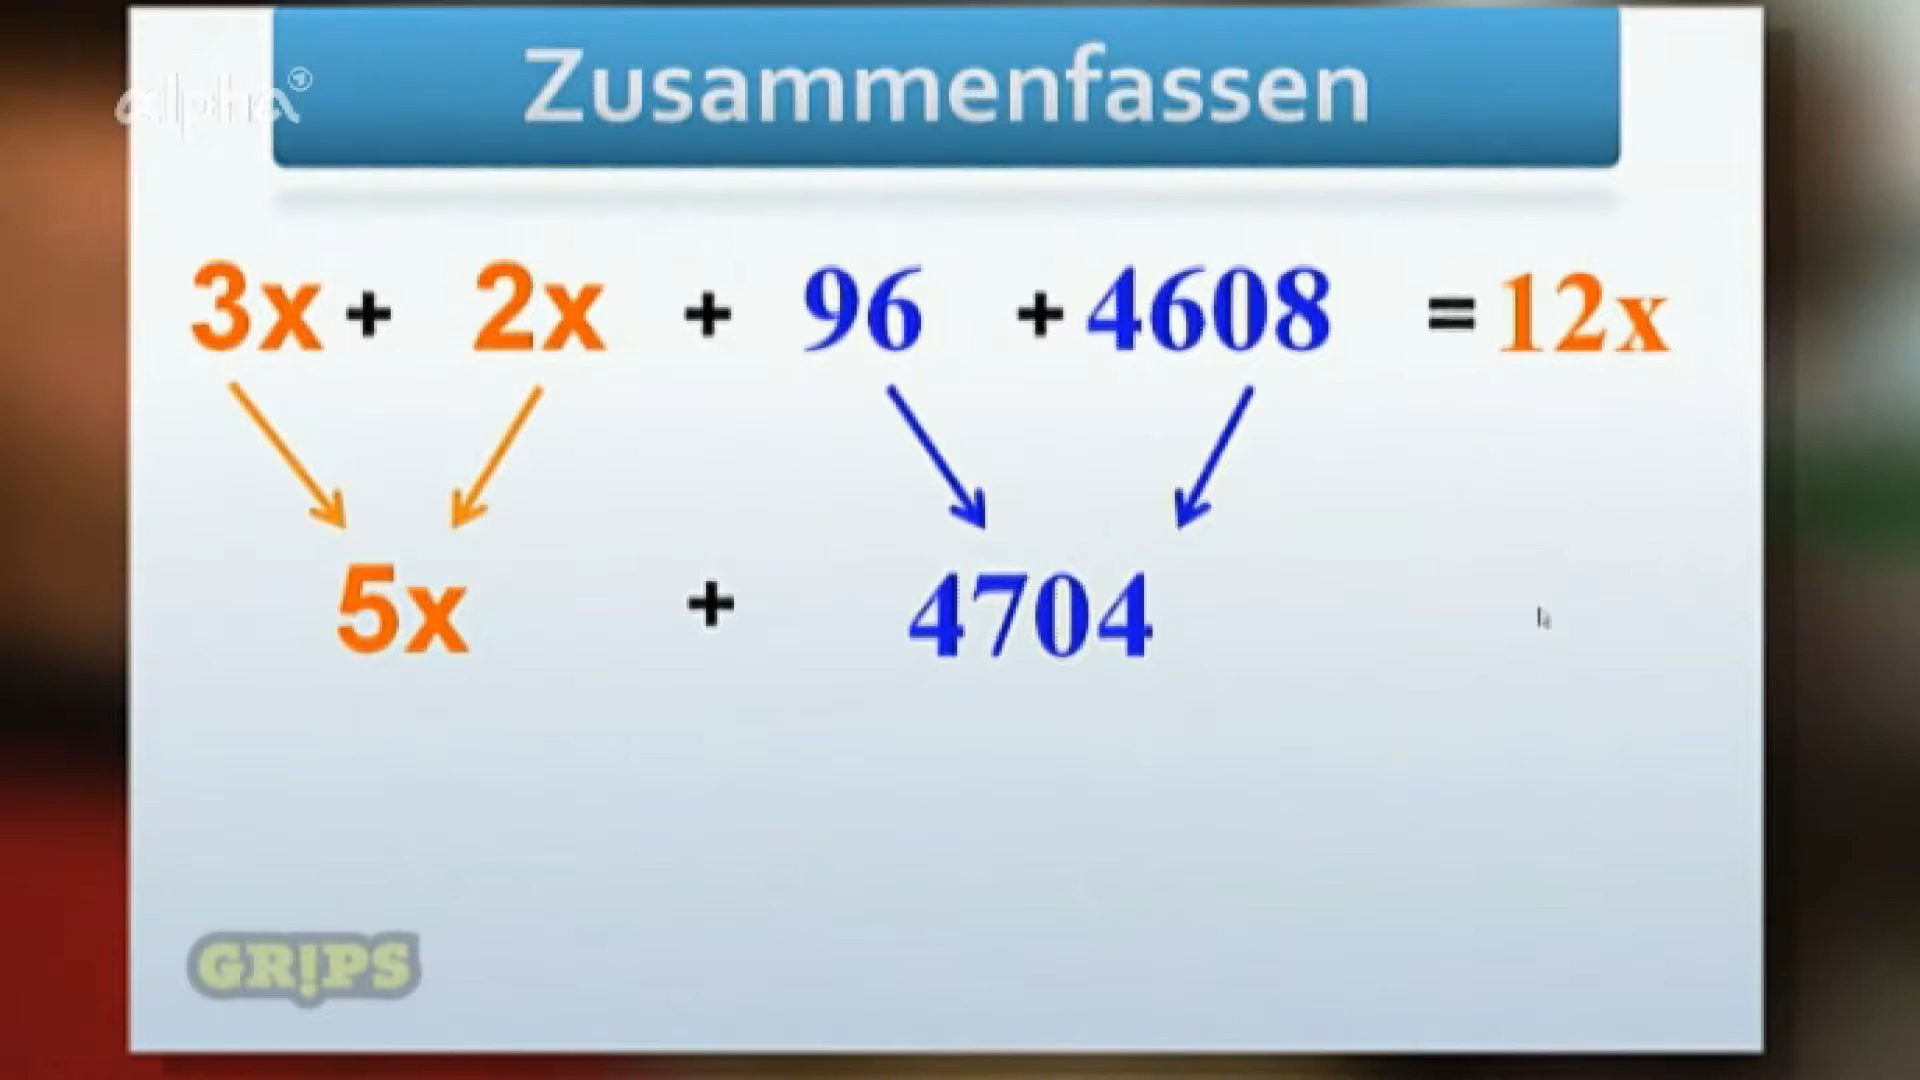 alpha
Zusammenfassen
3x + 2x + 96 + 4608 = 12x
5x + 4704
GR!PS